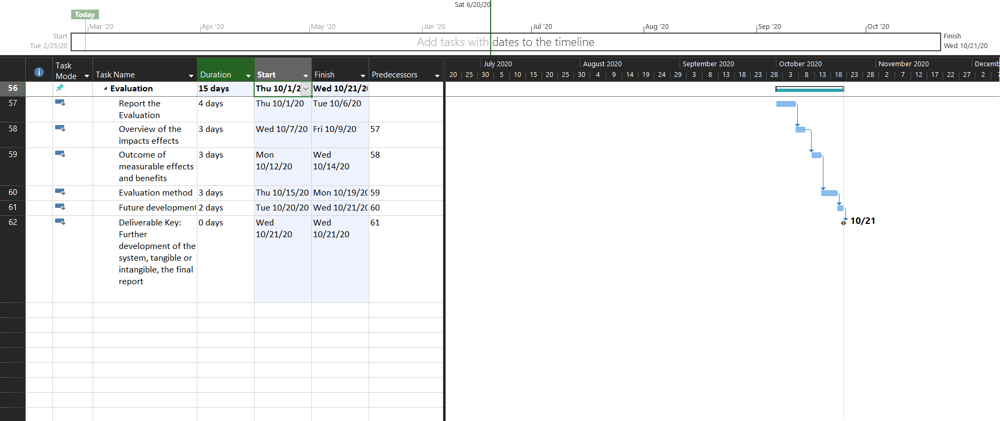 Sat 6/20/20
Today
Mar '20 Apr '20 May '20 Jun '20 Jul '20 Aug '20 Sep '20 Oct '20
Start
Tue 2/25/20
Add tasks with dates to the timeline
Finish
Wed 10/21/20
Task Mode Task Name Duration Start Finish Predecessors
July 2020 August 2020 September 2020 October 2020 November 2020 Decemb
20 25 30 5 10 15 20 25 30 4 9 14 19 24 29 3 8 13 18 23 28 3 8 13 18 23 28 2 7 12 17 22 27 2 7
56 Evaluation 15 days Thu 10/1/2 Wed 10/21/20
57 Report the Evaluation 4 days Thu 10/1/20 Tue 10/6/20
58 Overview of the impacts effects 3 days Wed 10/7/20 Fri 10/9/20 57
59 Outcome of measurable effects and benefits 3 days Mon 10/12/20 Wed 10/14/20 58
60 Evaluation method 3 days Thu 10/15/20 Mon 10/19/20 59
61 Future development 2 days Tue 10/20/20 Wed 10/21/20 60
62 Deliverable Key: Further development of the system, tangible or intangible, the final report 0 days Wed 10/21/20 Wed 10/21/20 61
10/21